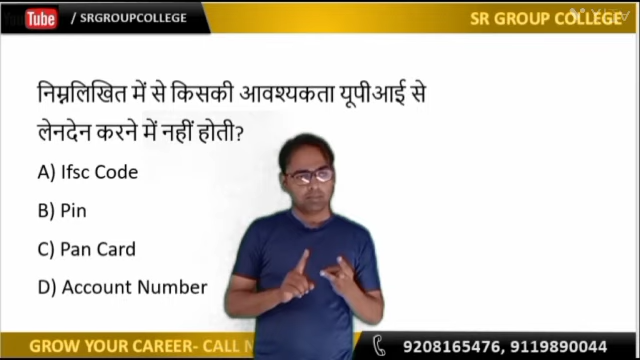 YouTube / SRGROUPCOLLEGE
SR GROUP COLLEGE
निम्नलिखित में से किसकी आवश्यकता यूपीआई से
लेनदेन करने में नहीं होती?
A) Ifsc Code
B) Pin
C) Pan Card
D) Account Number
GROW YOUR CAREER- CALL
9208165476, 9119890044